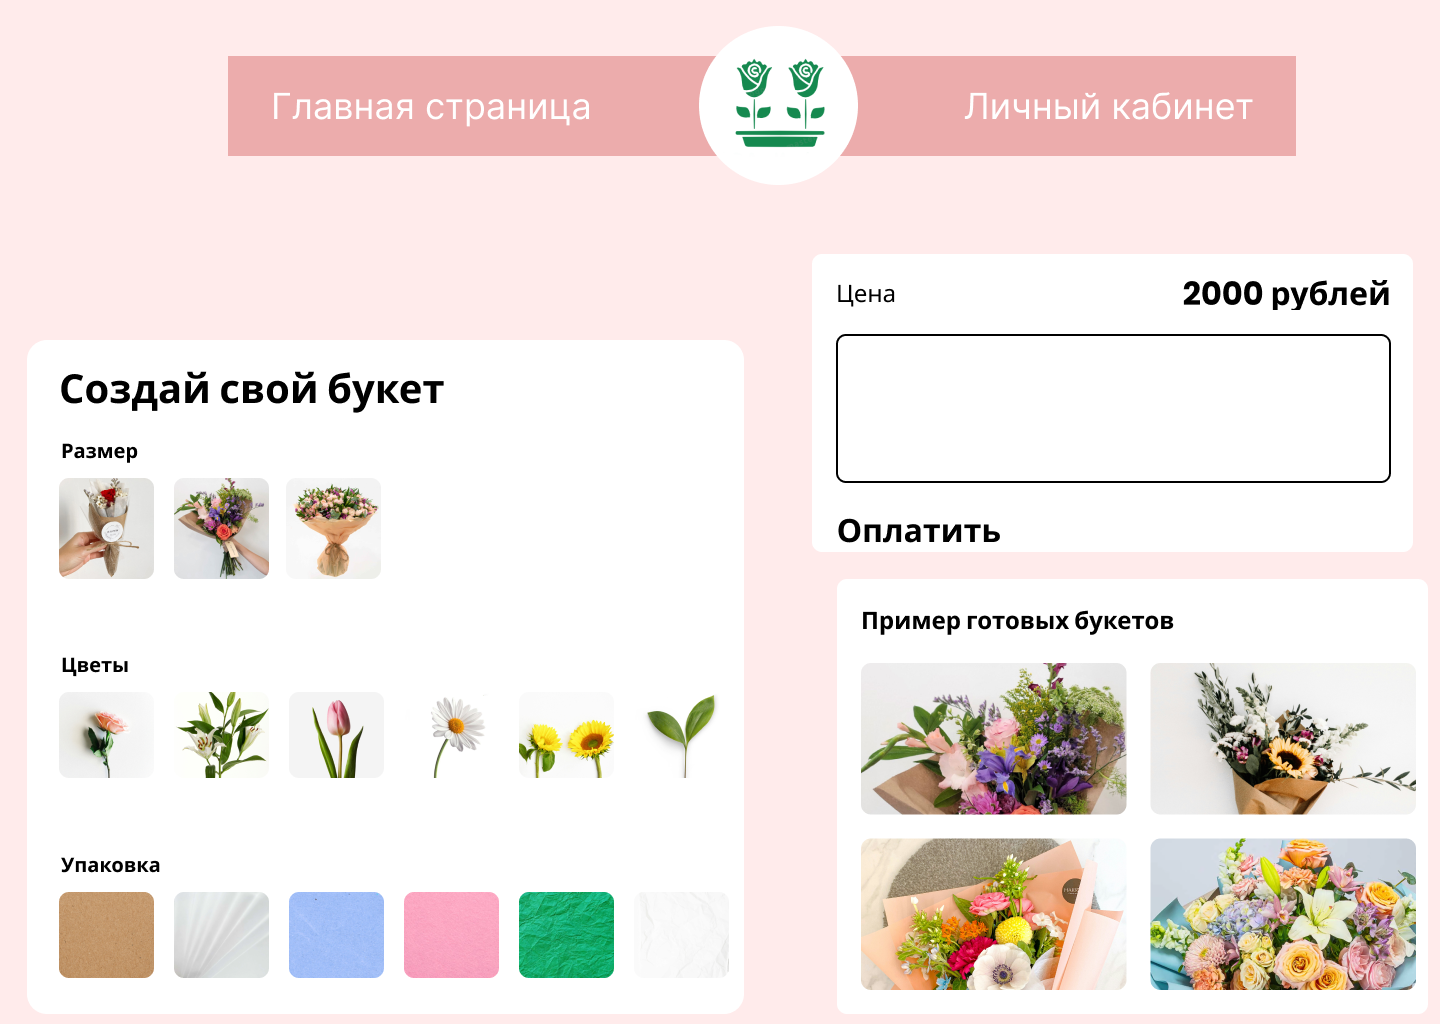 Главная страница
Личный кабинет
Цена
2000 рублей
Оплатить
Создай свой букет
Размер
Цветы
Упаковка
Пример готовых букетов